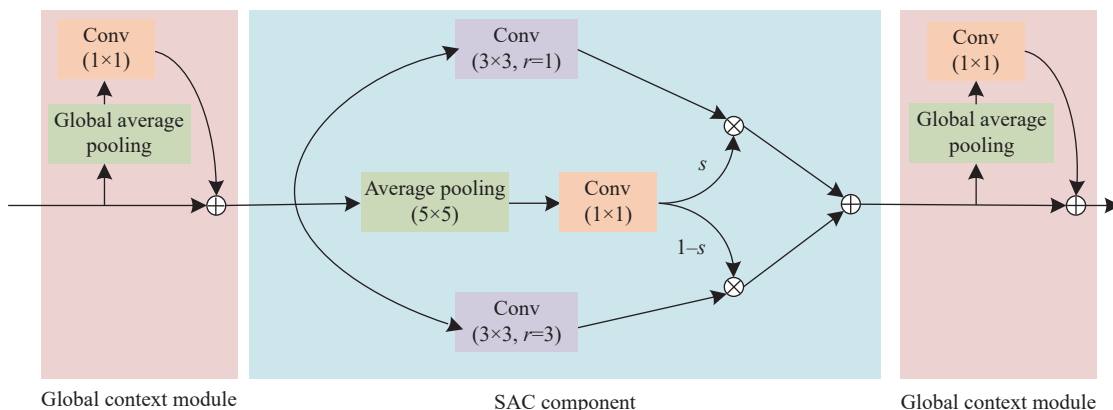 Conv
(1×1)
Global average
pooling
Global context module
Conv
(3×3, r=1)
Average pooling
(5×5)
Conv
(1×1)
s
1–s
Conv
(3×3, r=3)
SAC component
Conv
(1×1)
Global average
pooling
Global context module